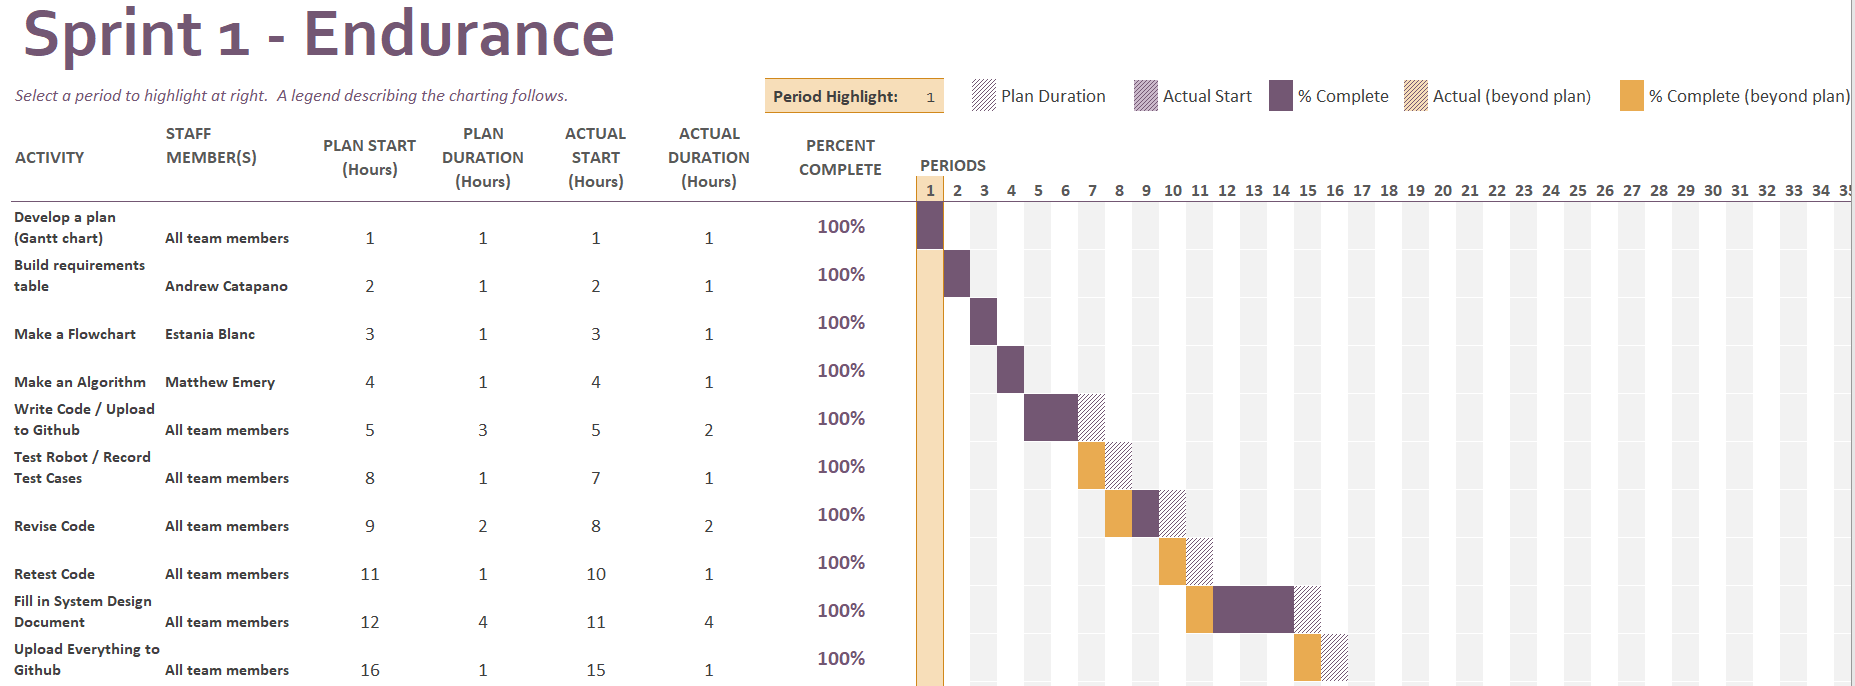 Sprint 1 - Endurance
Select a period to highlight at right.  A legend describing the charting follows.
Period Highlight: 1
Plan Duration
Actual Start
% Complete
Actual (beyond plan)
% Complete (beyond plan)
ACTIVITY
STAFF
MEMBER(S)
PLAN START
(Hours)
PLAN
DURATION
(Hours)
ACTUAL
START
(Hours)
ACTUAL
DURATION
(Hours)
PERCENT
COMPLETE
PERIODS
1 2 3 4 5 6 7 8 9 10 11 12 13 14 15 16 17 18 19 20 21 22 23 24 25 26 27 28 29 30 31 32 33 34 35
Develop a plan
(Gantt chart) All team members 1 1 1 1 100%
Build requirements
table Andrew Catapano 2 1 2 1 100%
Make a Flowchart Estania Blanc 3 1 3 1 100%
Make an Algorithm Matthew Emery 4 1 4 1 100%
Write Code / Upload
to Github All team members 5 3 5 2 100%
Test Robot / Record
Test Cases All team members 8 1 7 1 100%
Revise Code All team members 9 2 8 2 100%
Retest Code All team members 11 1 10 1 100%
Fill in System Design
Document All team members 12 4 11 4 100%
Upload Everything to
Github All team members 16 1 15 1 100%